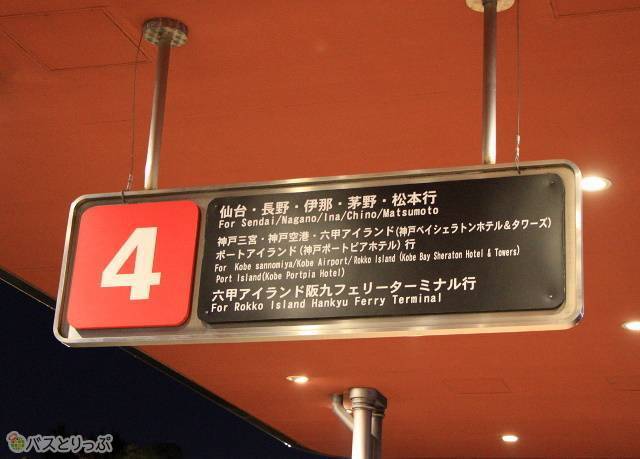 4
仙台・長野・伊那・茅野・松本行
For Sendai/Nagano/Ina/Chino/Matsumoto
神戸三宮・神戸空港・六甲アイランド(神戸ベイシェラトンホテル&タワーズ)
ポートアイランド(神戸ポートピアホテル)行
For Kobe sannomiya/Kobe Airport/Rokko Island (Kobe Bay Sheraton Hotel & Towers)
Port Island(Kobe Portpia Hotel)
六甲アイランド阪九フェリーターミナル行
For Rokko Island Hankyu Ferry Terminal
バスとりっぷ